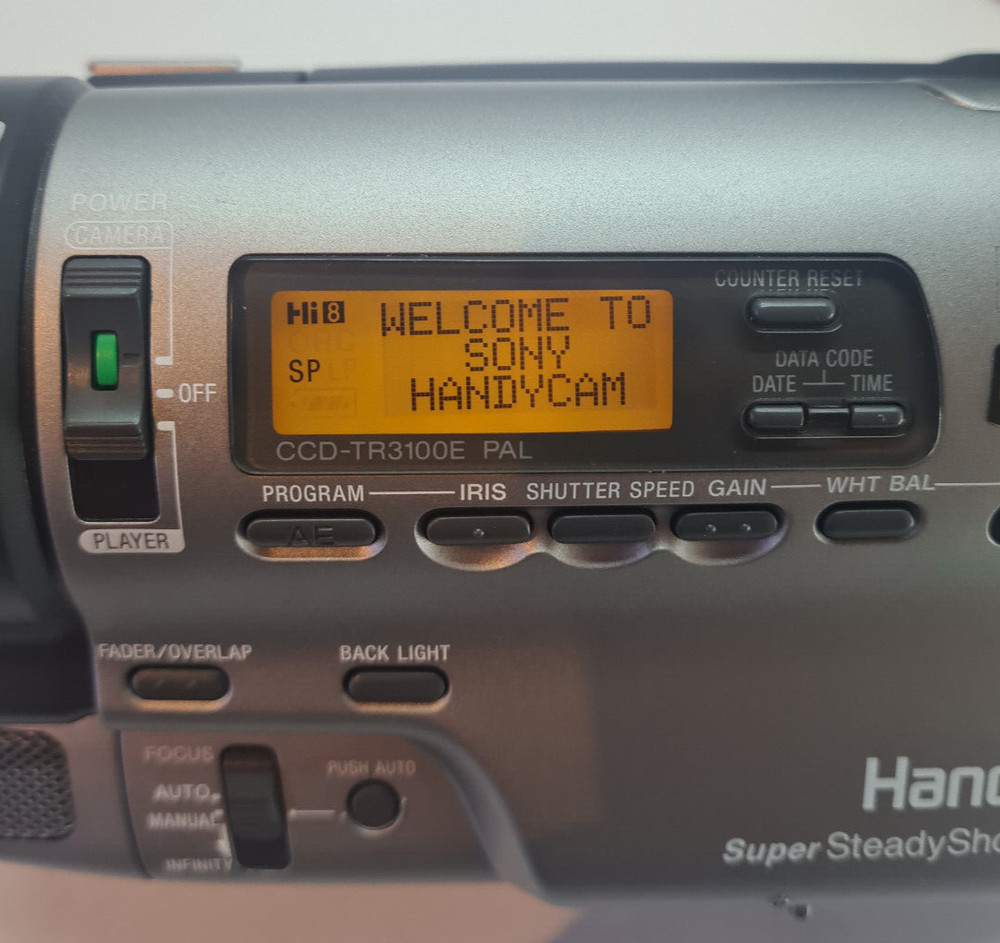 POWER
CAMERA
OFF
PLAYER
Hi8 WELCOME TO
SONY
SP
HANDYCAM
CCD-TR3100E PAL
COUNTER RESET
DATA CODE
DATE TIME
PROGRAM IRIS SHUTTER SPEED GAIN WHT BAL
AE
FADER/OVERLAP BACK LIGHT
FOCUS
PUSH AUTO
AUTO
MANUAL
INFINITY
Hand
Super SteadySho